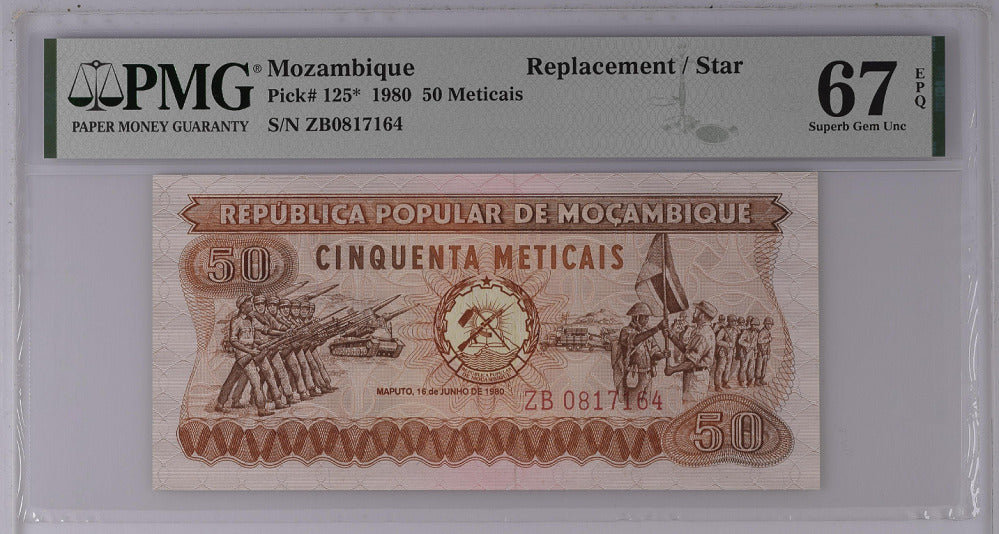 PMG®
PAPER MONEY GUARANTY
Mozambique
Pick# 125* 1980 50 Meticais
S/N ZB0817164
Replacement / Star
67
EPQ
Superb Gem Unc
REPÚBLICA POPULAR DE MOÇAMBIQUE
50
CINQUENTA METICAIS
MAPUTO, 16 de JUNHO DE 1980
ZB 0817164
50